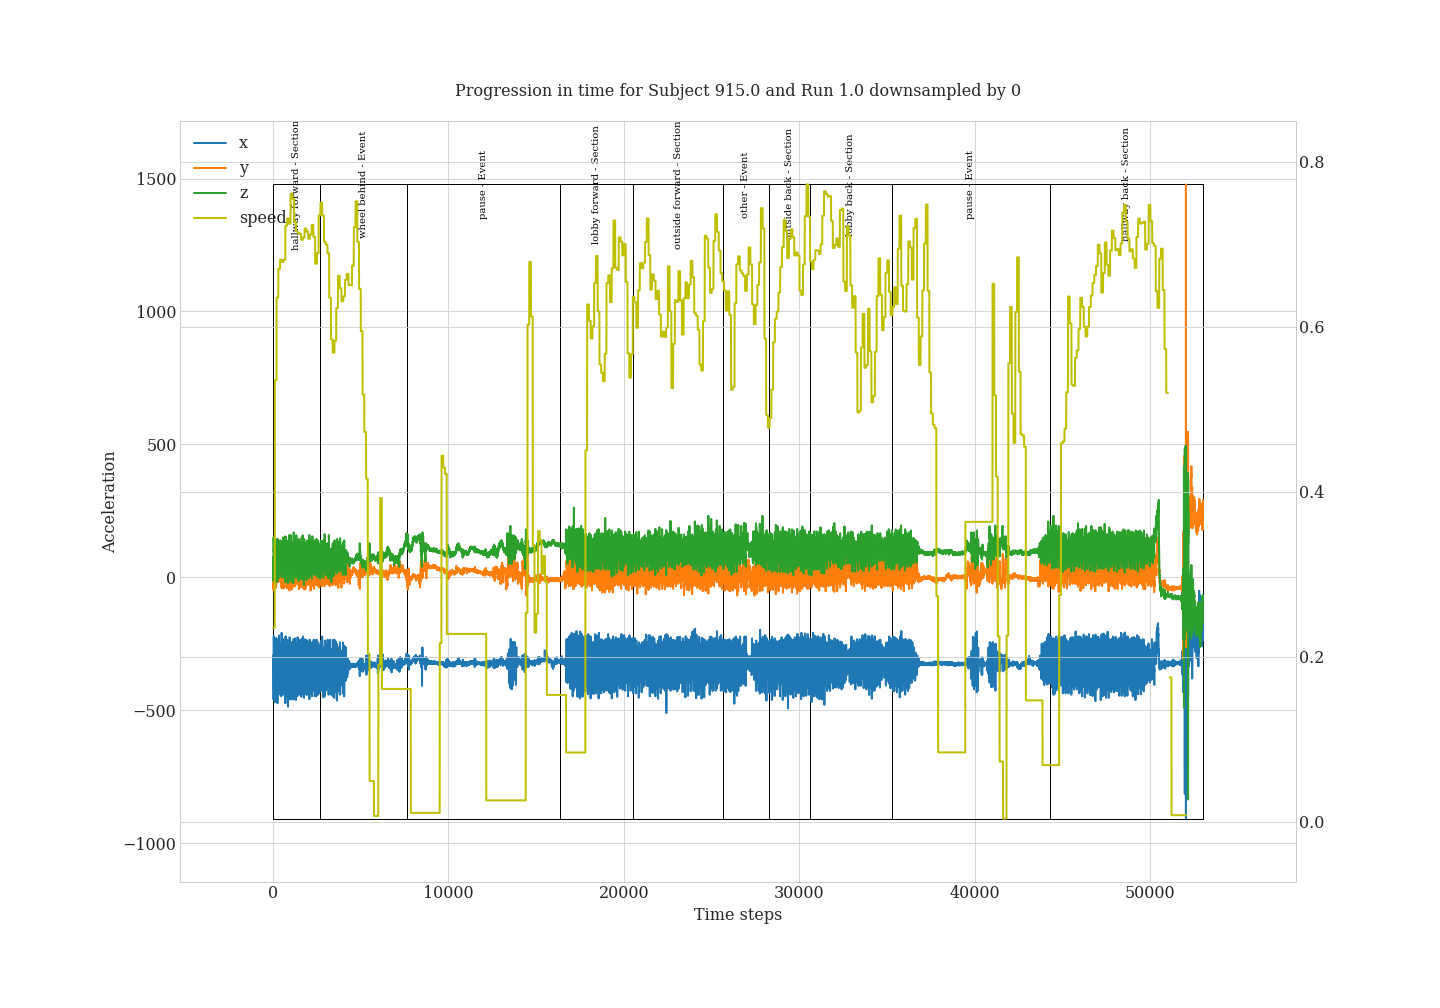 Progression in time for Subject 915.0 and Run 1.0 downsampled by 0
x
y
z
speed
hallway forward - Section
wheel behind - Event
pause - Event
lobby forward - Section
outside forward - Section
other - Event
outside back - Section
lobby back - Section
pause - Event
hallway back - Section
1500
1000
500
0
−500
−1000
Acceleration
0.8
0.6
0.4
0.2
0.0
0
10000
20000
30000
40000
50000
Time steps